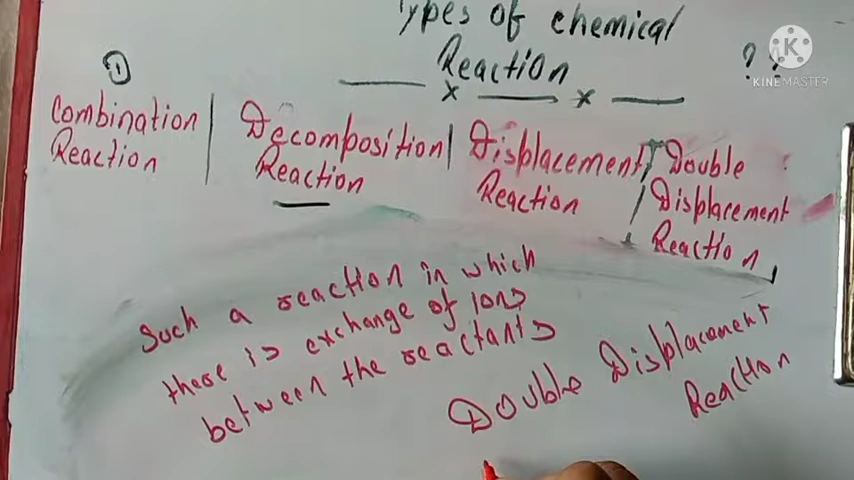 Types of chemical
Reaction ? ?
K
KINEMASTER
①
Combination
Reaction
Decomposition
Reaction
Displacement
Reaction
Double
Displacement
Reaction
Such a reaction in which
there is exchange of ions
between the reactants
Double Displacement
Reaction